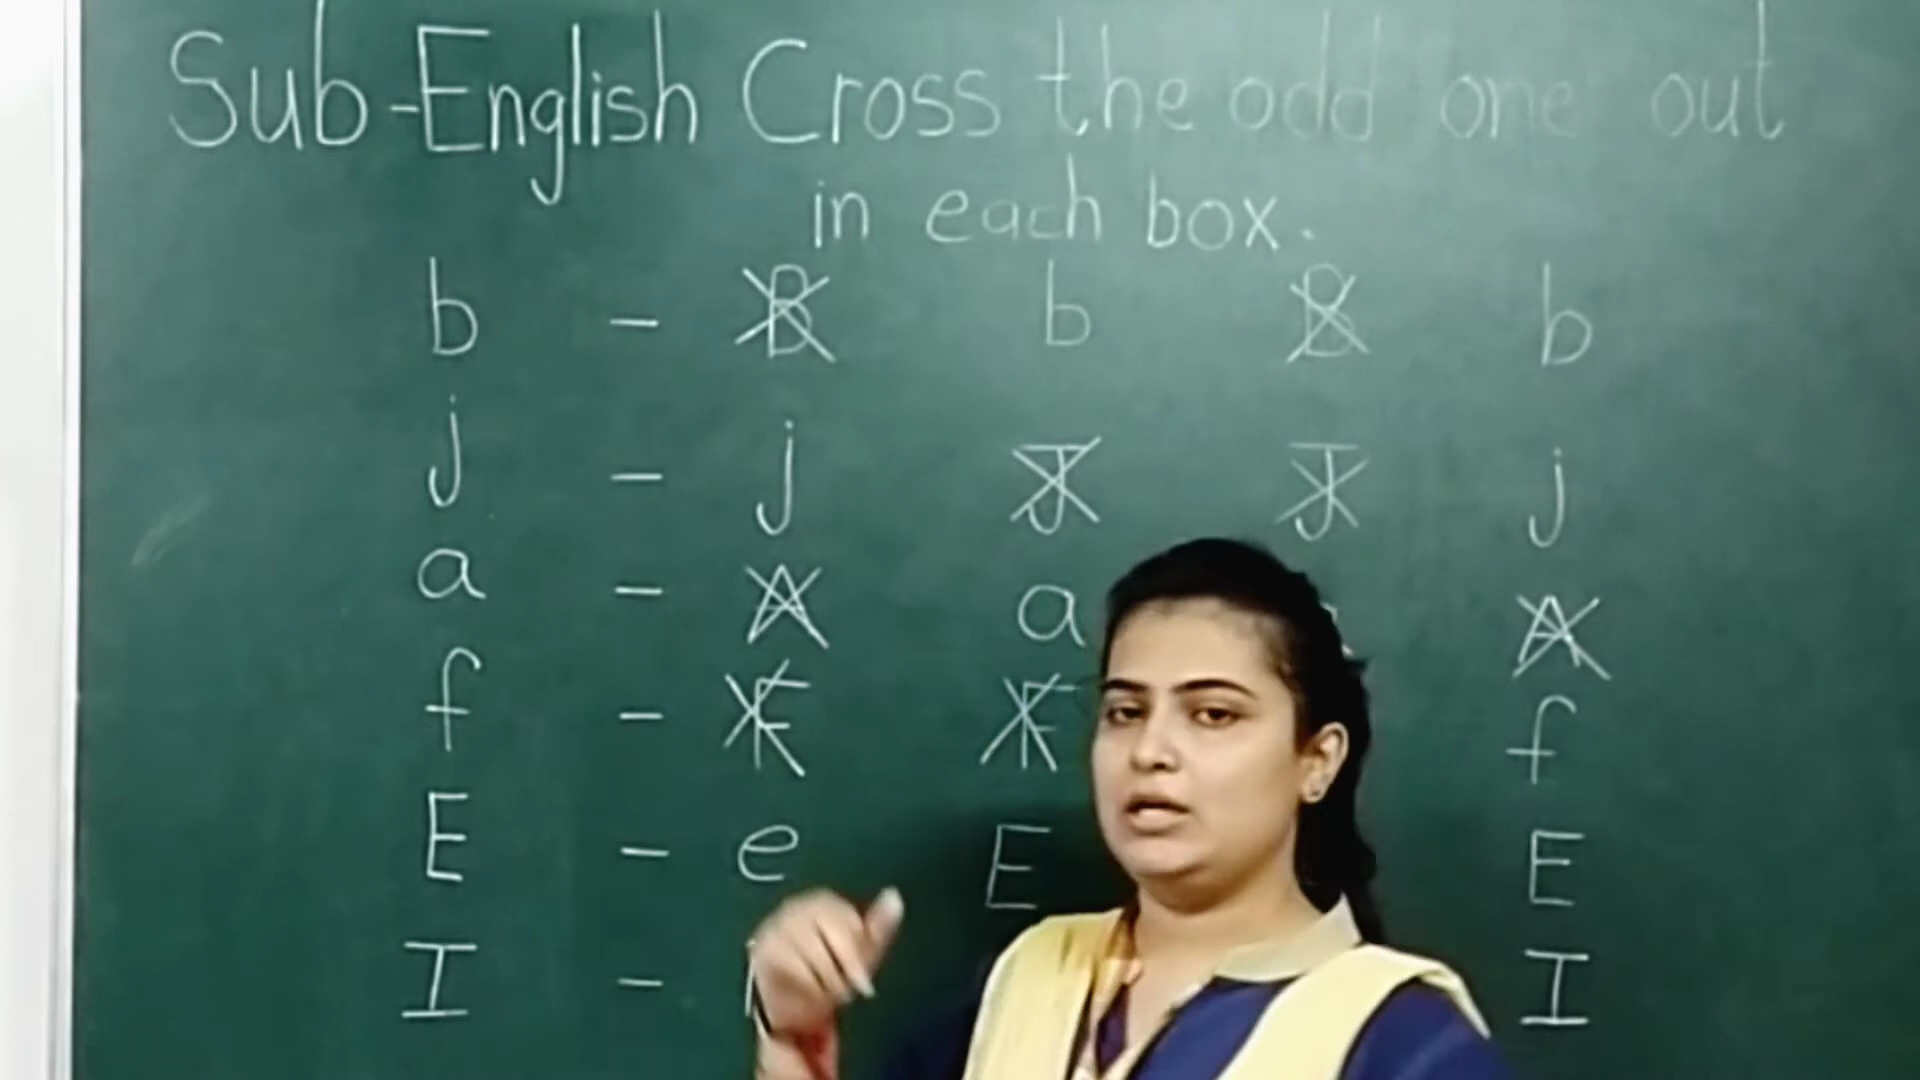 Sub-English Cross the odd one out
in each box.
b - B b B b
j - j J J j
a - A a A
f - F F f
E - e E E
I - I